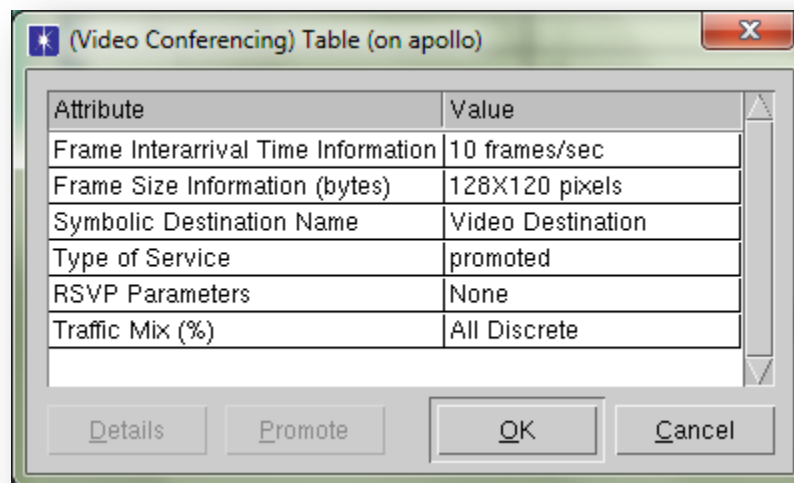 (Video Conferencing) Table (on apollo)
Attribute Value
Frame Interarrival Time Information 10 frames/sec
Frame Size Information (bytes) 128X120 pixels
Symbolic Destination Name Video Destination
Type of Service promoted
RSVP Parameters None
Traffic Mix (%) All Discrete
Details Promote OK Cancel